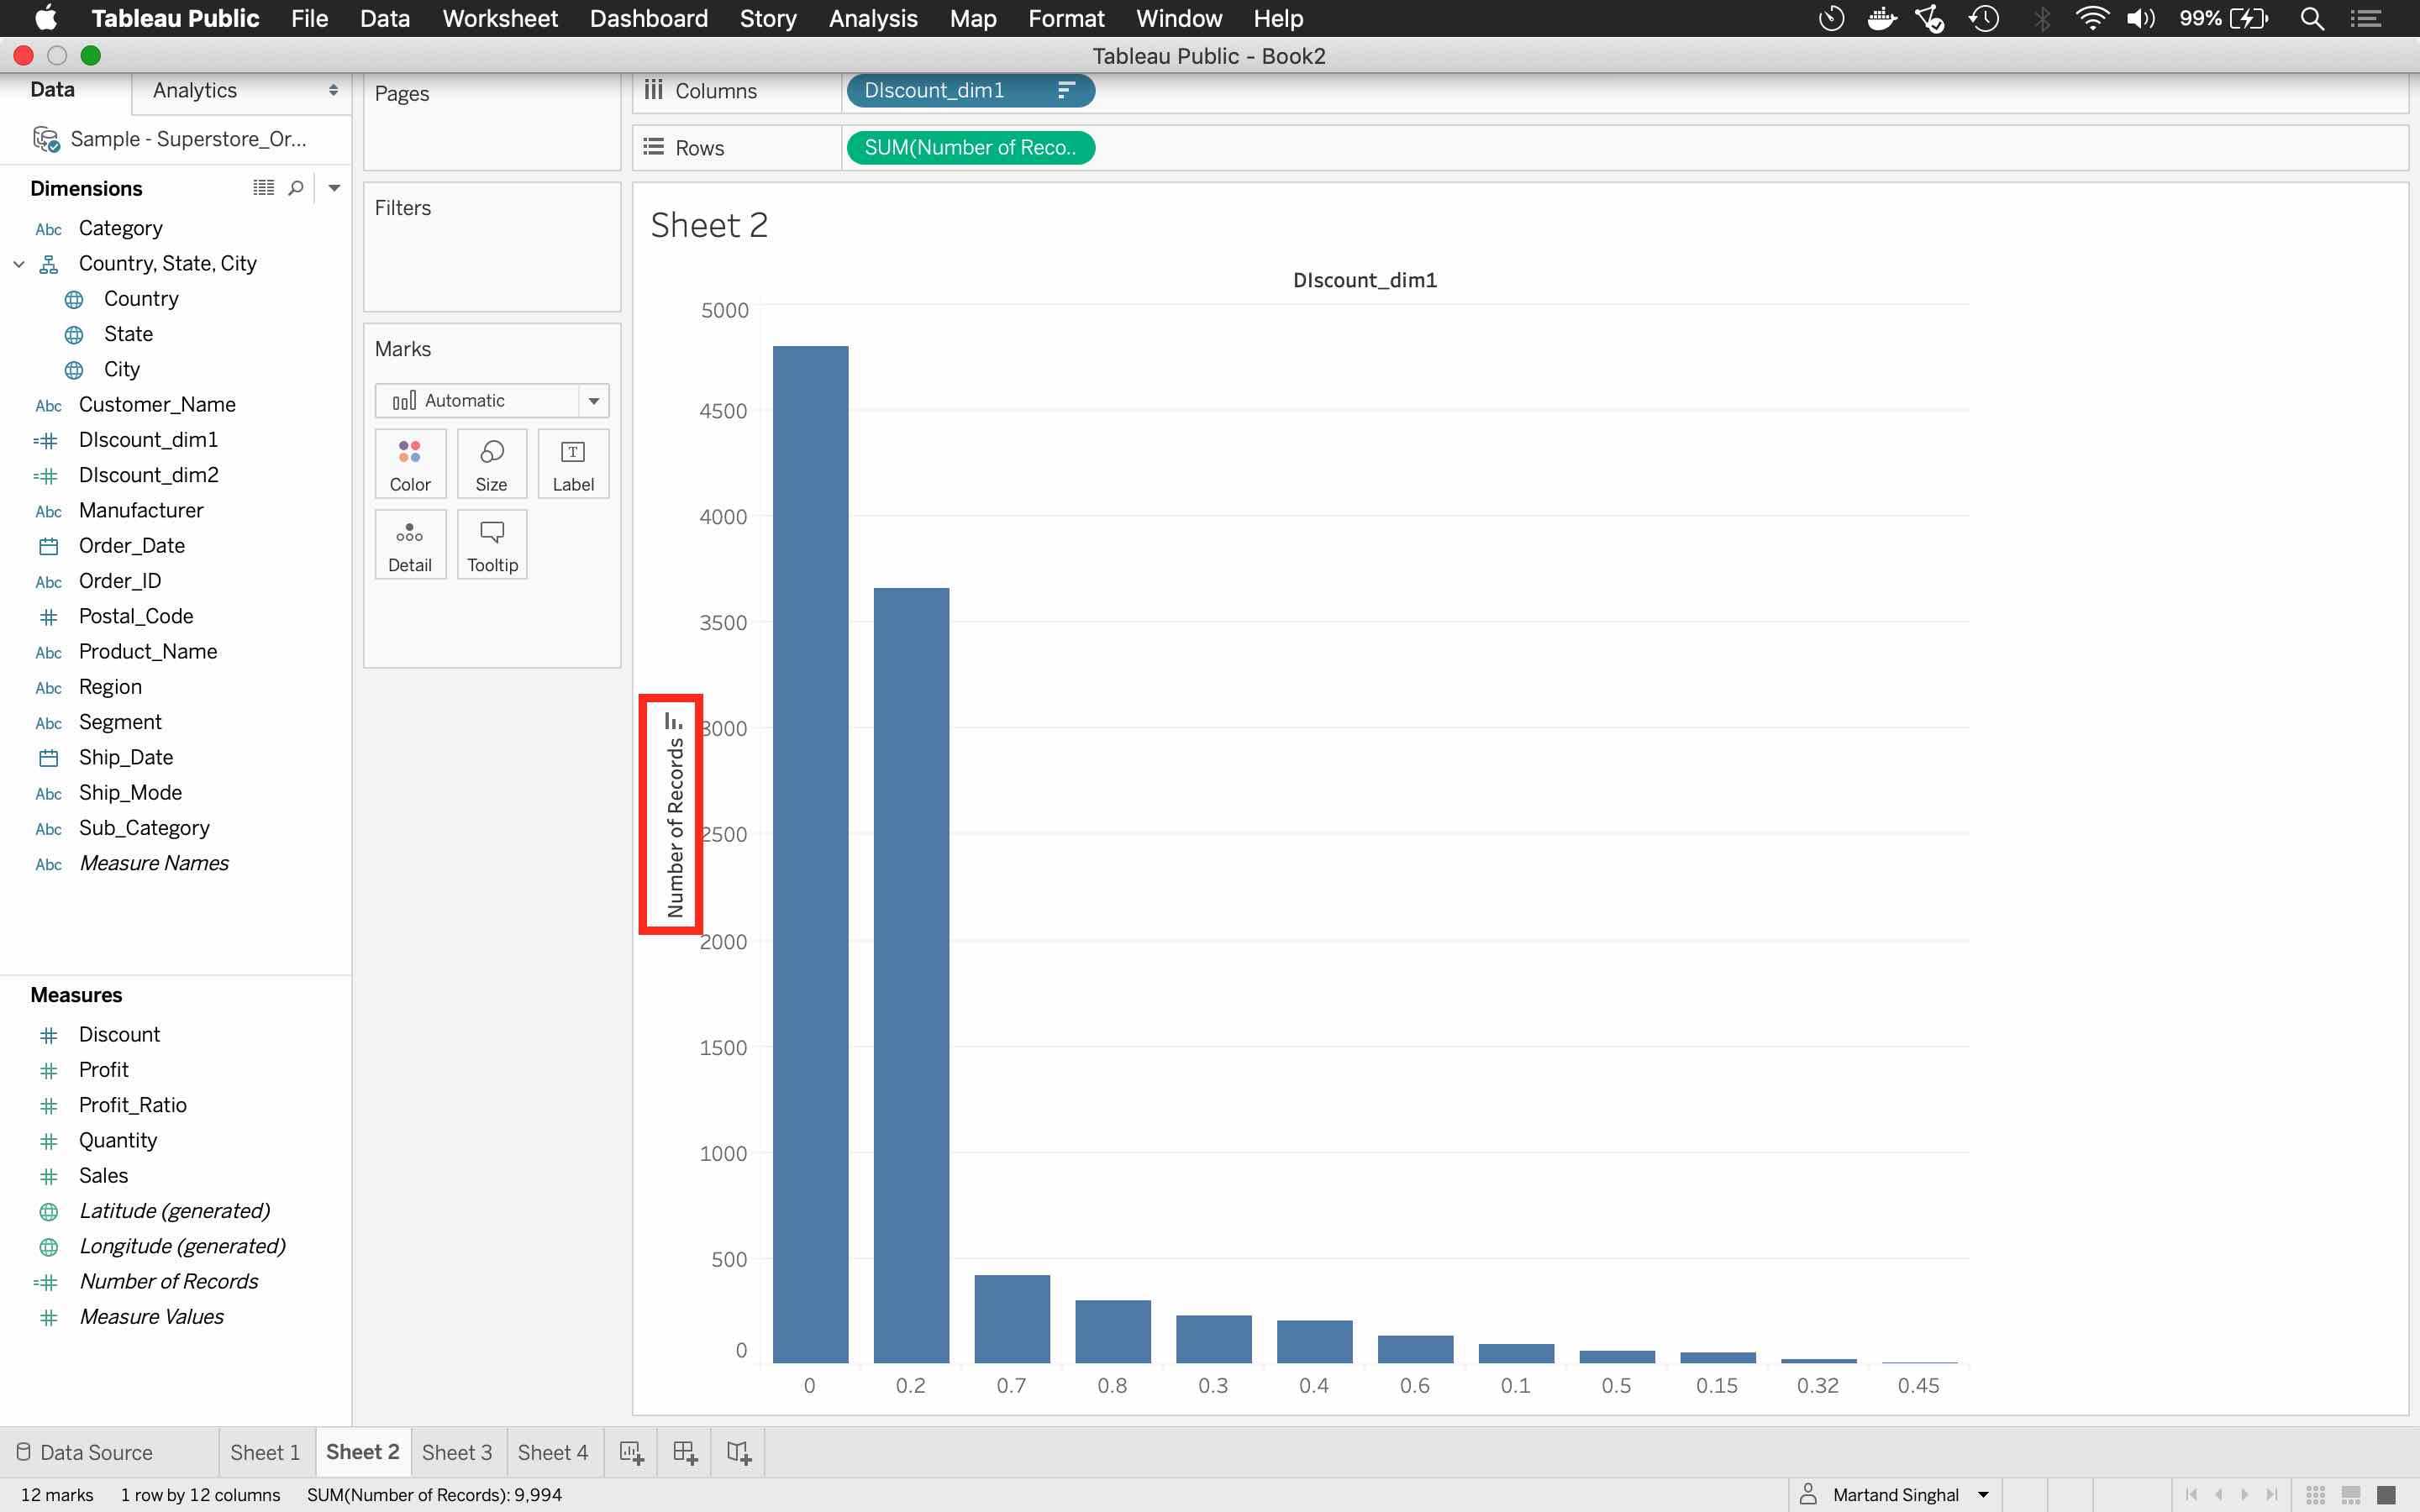 Tableau Public File Data Worksheet Dashboard Story Analysis Map Format Window Help 99%
Tableau Public - Book2
Data Analytics
Sample - Superstore_Or...
Dimensions
Abc Category
Country, State, City
Country
State
City
Abc Customer_Name
DIscount_dim1
DIscount_dim2
Abc Manufacturer
Order_Date
Abc Order_ID
Postal_Code
Abc Product_Name
Abc Region
Abc Segment
Ship_Date
Abc Ship_Mode
Abc Sub_Category
Abc Measure Names
Measures
Discount
Profit
Profit_Ratio
Quantity
Sales
Latitude (generated)
Longitude (generated)
Number of Records
Measure Values
Pages
Filters
Marks
Automatic
Color Size Label
Detail Tooltip
Columns DIscount_dim1
Rows SUM(Number of Reco..
Sheet 2
DIscount_dim1
Number of Records
5000
4500
4000
3500
3000
2500
2000
1500
1000
500
0
0 0.2 0.7 0.8 0.3 0.4 0.6 0.1 0.5 0.15 0.32 0.45
Data Source Sheet 1 Sheet 2 Sheet 3 Sheet 4
12 marks 1 row by 12 columns SUM(Number of Records): 9,994 Martand Singhal